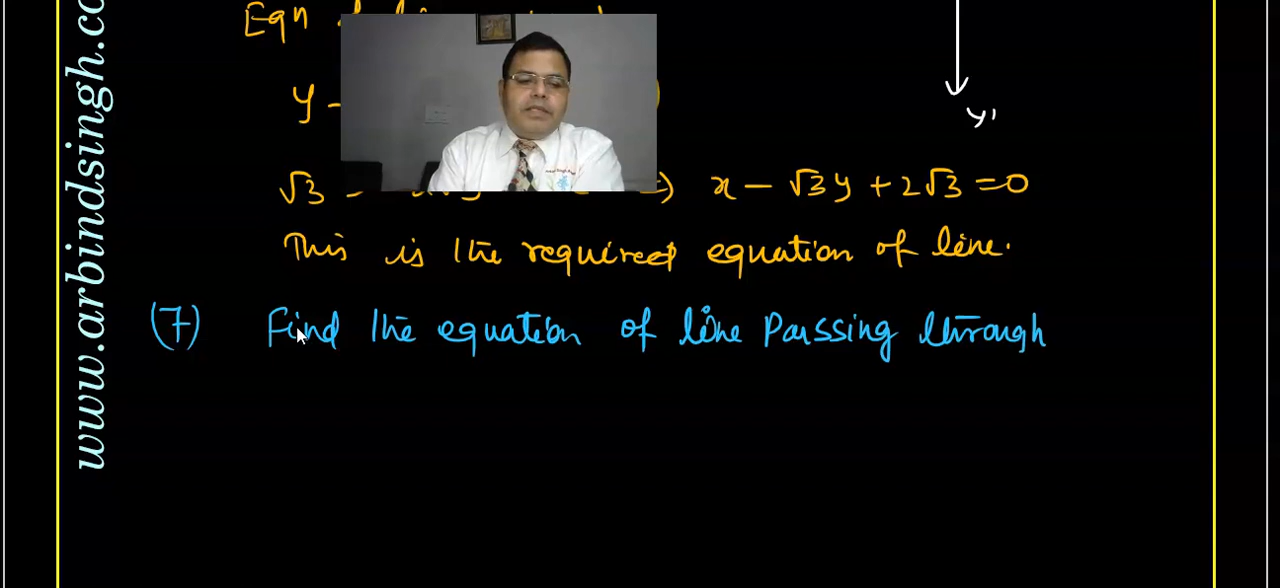 Eqn
y -
y'
√3 x - √3y + 2√3 = 0
This is the required equation of line.
(7) Find the equation of line Passing through
www.arbindsingh.co